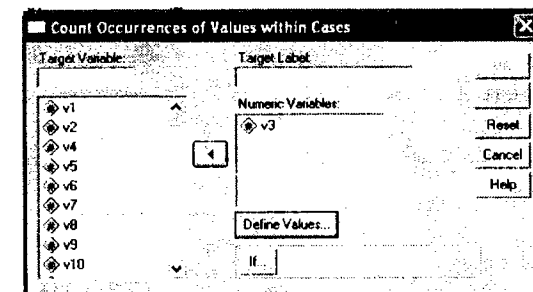 Count Occurrences of Values within Cases
Target Variable:
Target Label:
v1
v2
v4
v5
v6
v7
v8
v9
v10
Numeric Variables:
v3
Reset
Cancel
Help
Define Values...
If...